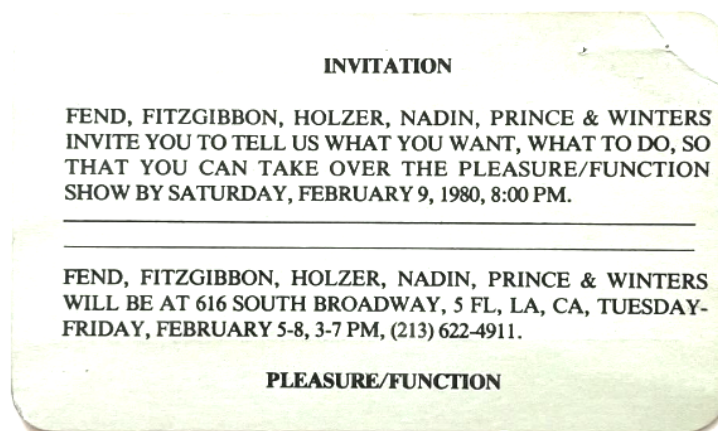 INVITATION
FEND, FITZGIBBON, HOLZER, NADIN, PRINCE & WINTERS
INVITE YOU TO TELL US WHAT YOU WANT, WHAT TO DO, SO
THAT YOU CAN TAKE OVER THE PLEASURE/FUNCTION
SHOW BY SATURDAY, FEBRUARY 9, 1980, 8:00 PM.
FEND, FITZGIBBON, HOLZER, NADIN, PRINCE & WINTERS
WILL BE AT 616 SOUTH BROADWAY, 5 FL, LA, CA, TUESDAY-
FRIDAY, FEBRUARY 5-8, 3-7 PM, (213) 622-4911.
PLEASURE/FUNCTION